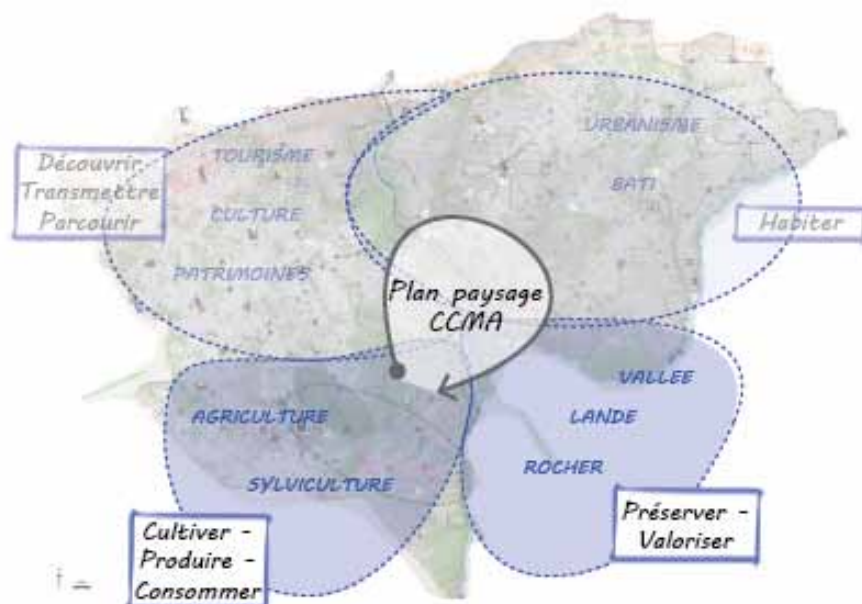 URBANISME
TOURISME
Découvrir -
Transmettre
Parcourir
BATI
CULTURE
Habiter
PATRIMOINES
Plan paysage
CCMA
VALLEE
AGRICULTURE
LANDE
ROCHER
SYLVICULTURE
Préserver -
Valoriser
Cultiver -
Produire -
Consommer